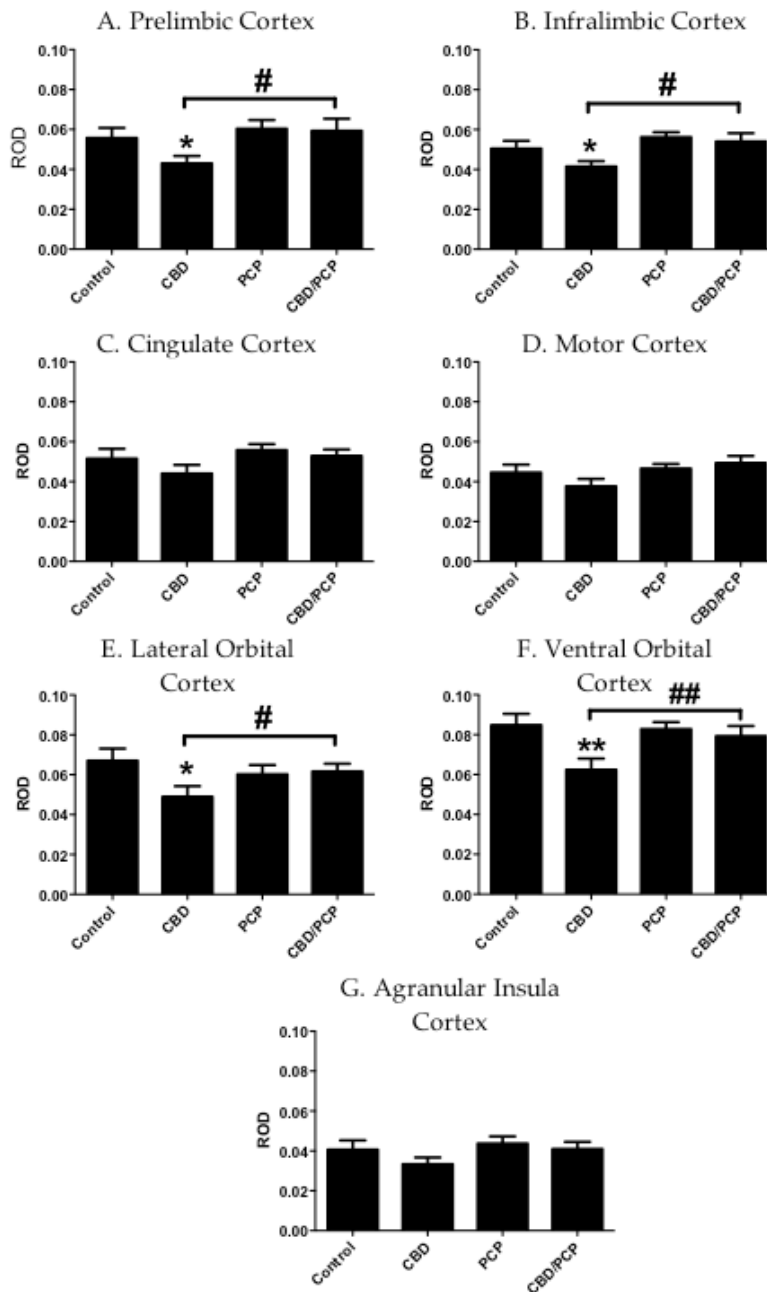 A. Prelimbic Cortex
0.10
0.08
0.06
0.04
0.02
0.00
ROD
#
*
Control
CBD
PCP
CBD/PCP
B. Infralimbic Cortex
0.10
0.08
0.06
0.04
0.02
0.00
ROD
#
*
Control
CBD
PCP
CBD/PCP
C. Cingulate Cortex
0.10
0.08
0.06
0.04
0.02
0.00
ROD
Control
CBD
PCP
CBD/PCP
D. Motor Cortex
0.10
0.08
0.06
0.04
0.02
0.00
ROD
Control
CBD
PCP
CBD/PCP
E. Lateral Orbital
Cortex
0.10
0.08
0.06
0.04
0.02
0.00
ROD
#
*
Control
CBD
PCP
CBD/PCP
F. Ventral Orbital
Cortex
0.10
0.08
0.06
0.04
0.02
0.00
ROD
##
**
Control
CBD
PCP
CBD/PCP
G. Agranular Insula
Cortex
0.10
0.08
0.06
0.04
0.02
0.00
ROD
Control
CBD
PCP
CBD/PCP